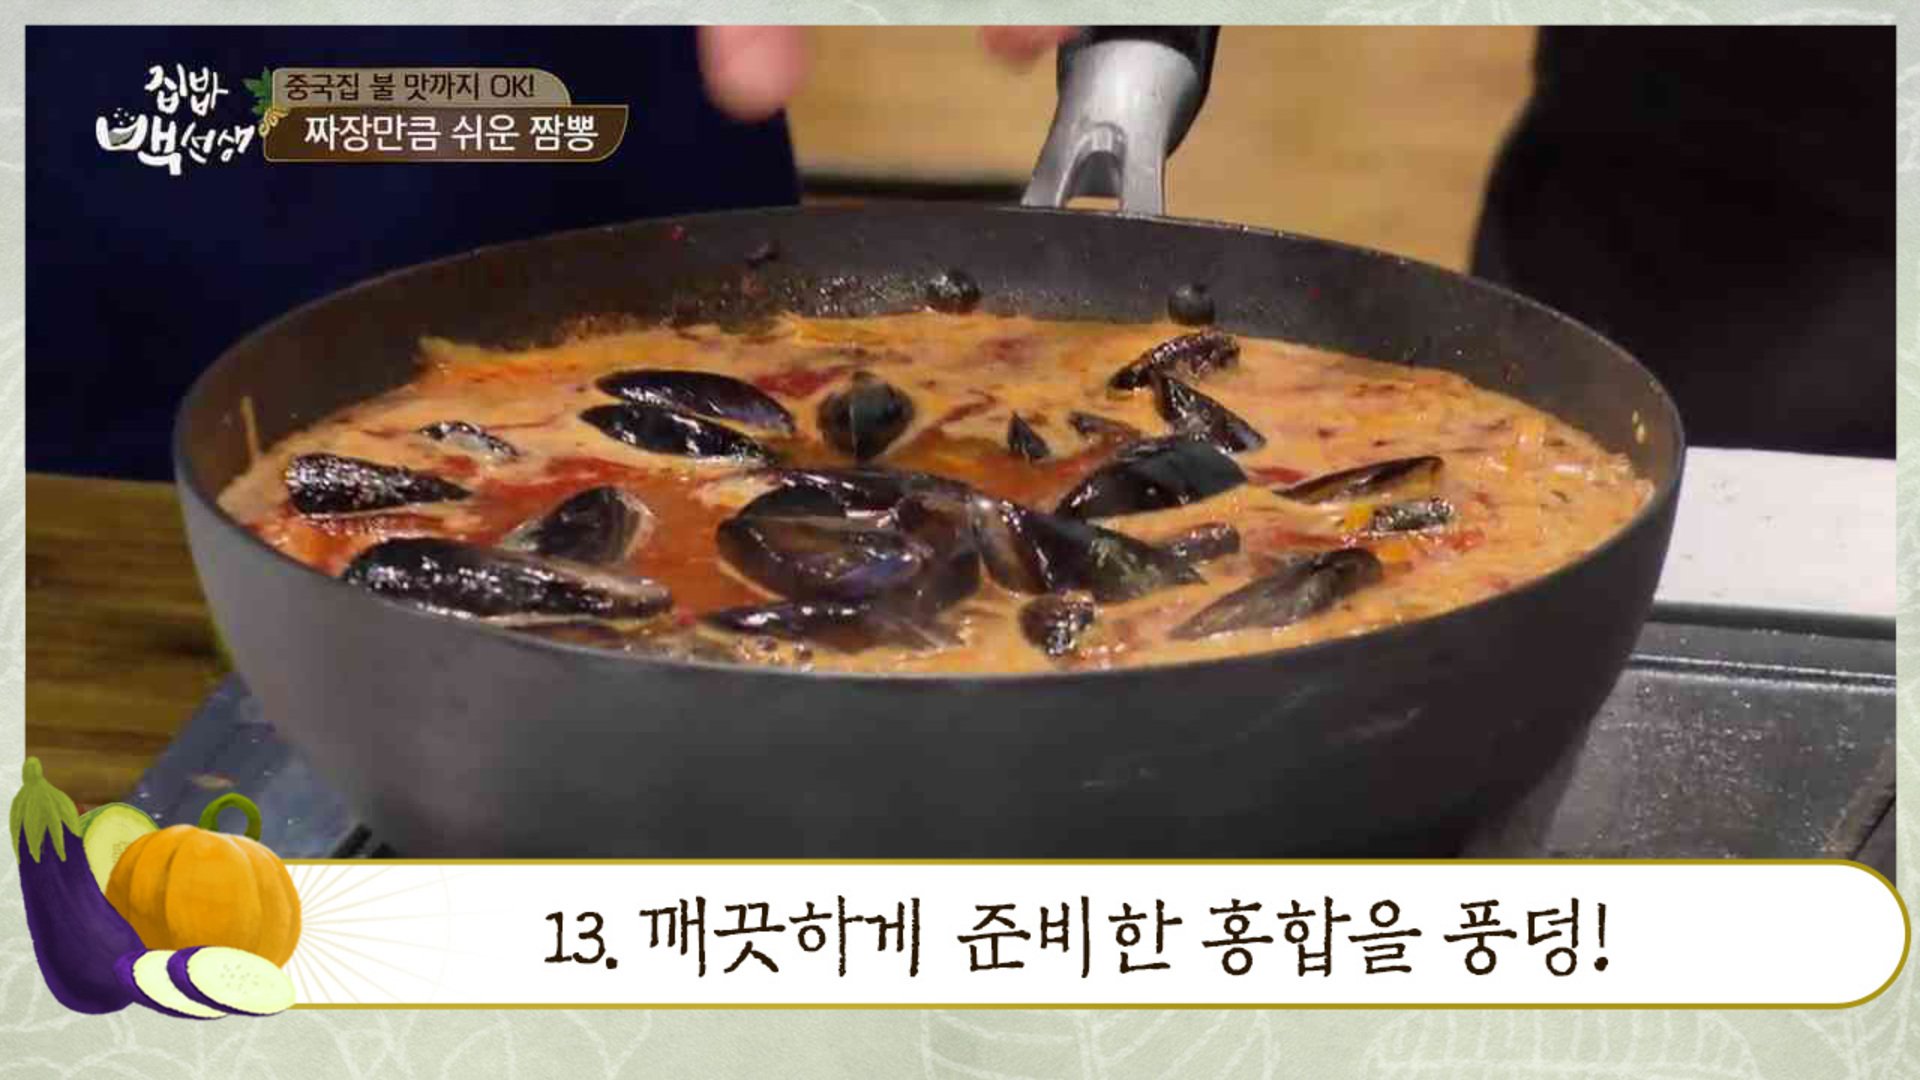 집밥
백선생
중국집 불 맛까지 OK!
짜장만큼 쉬운 짬뽕
13. 깨끗하게 준비한 홍합을 풍덩!